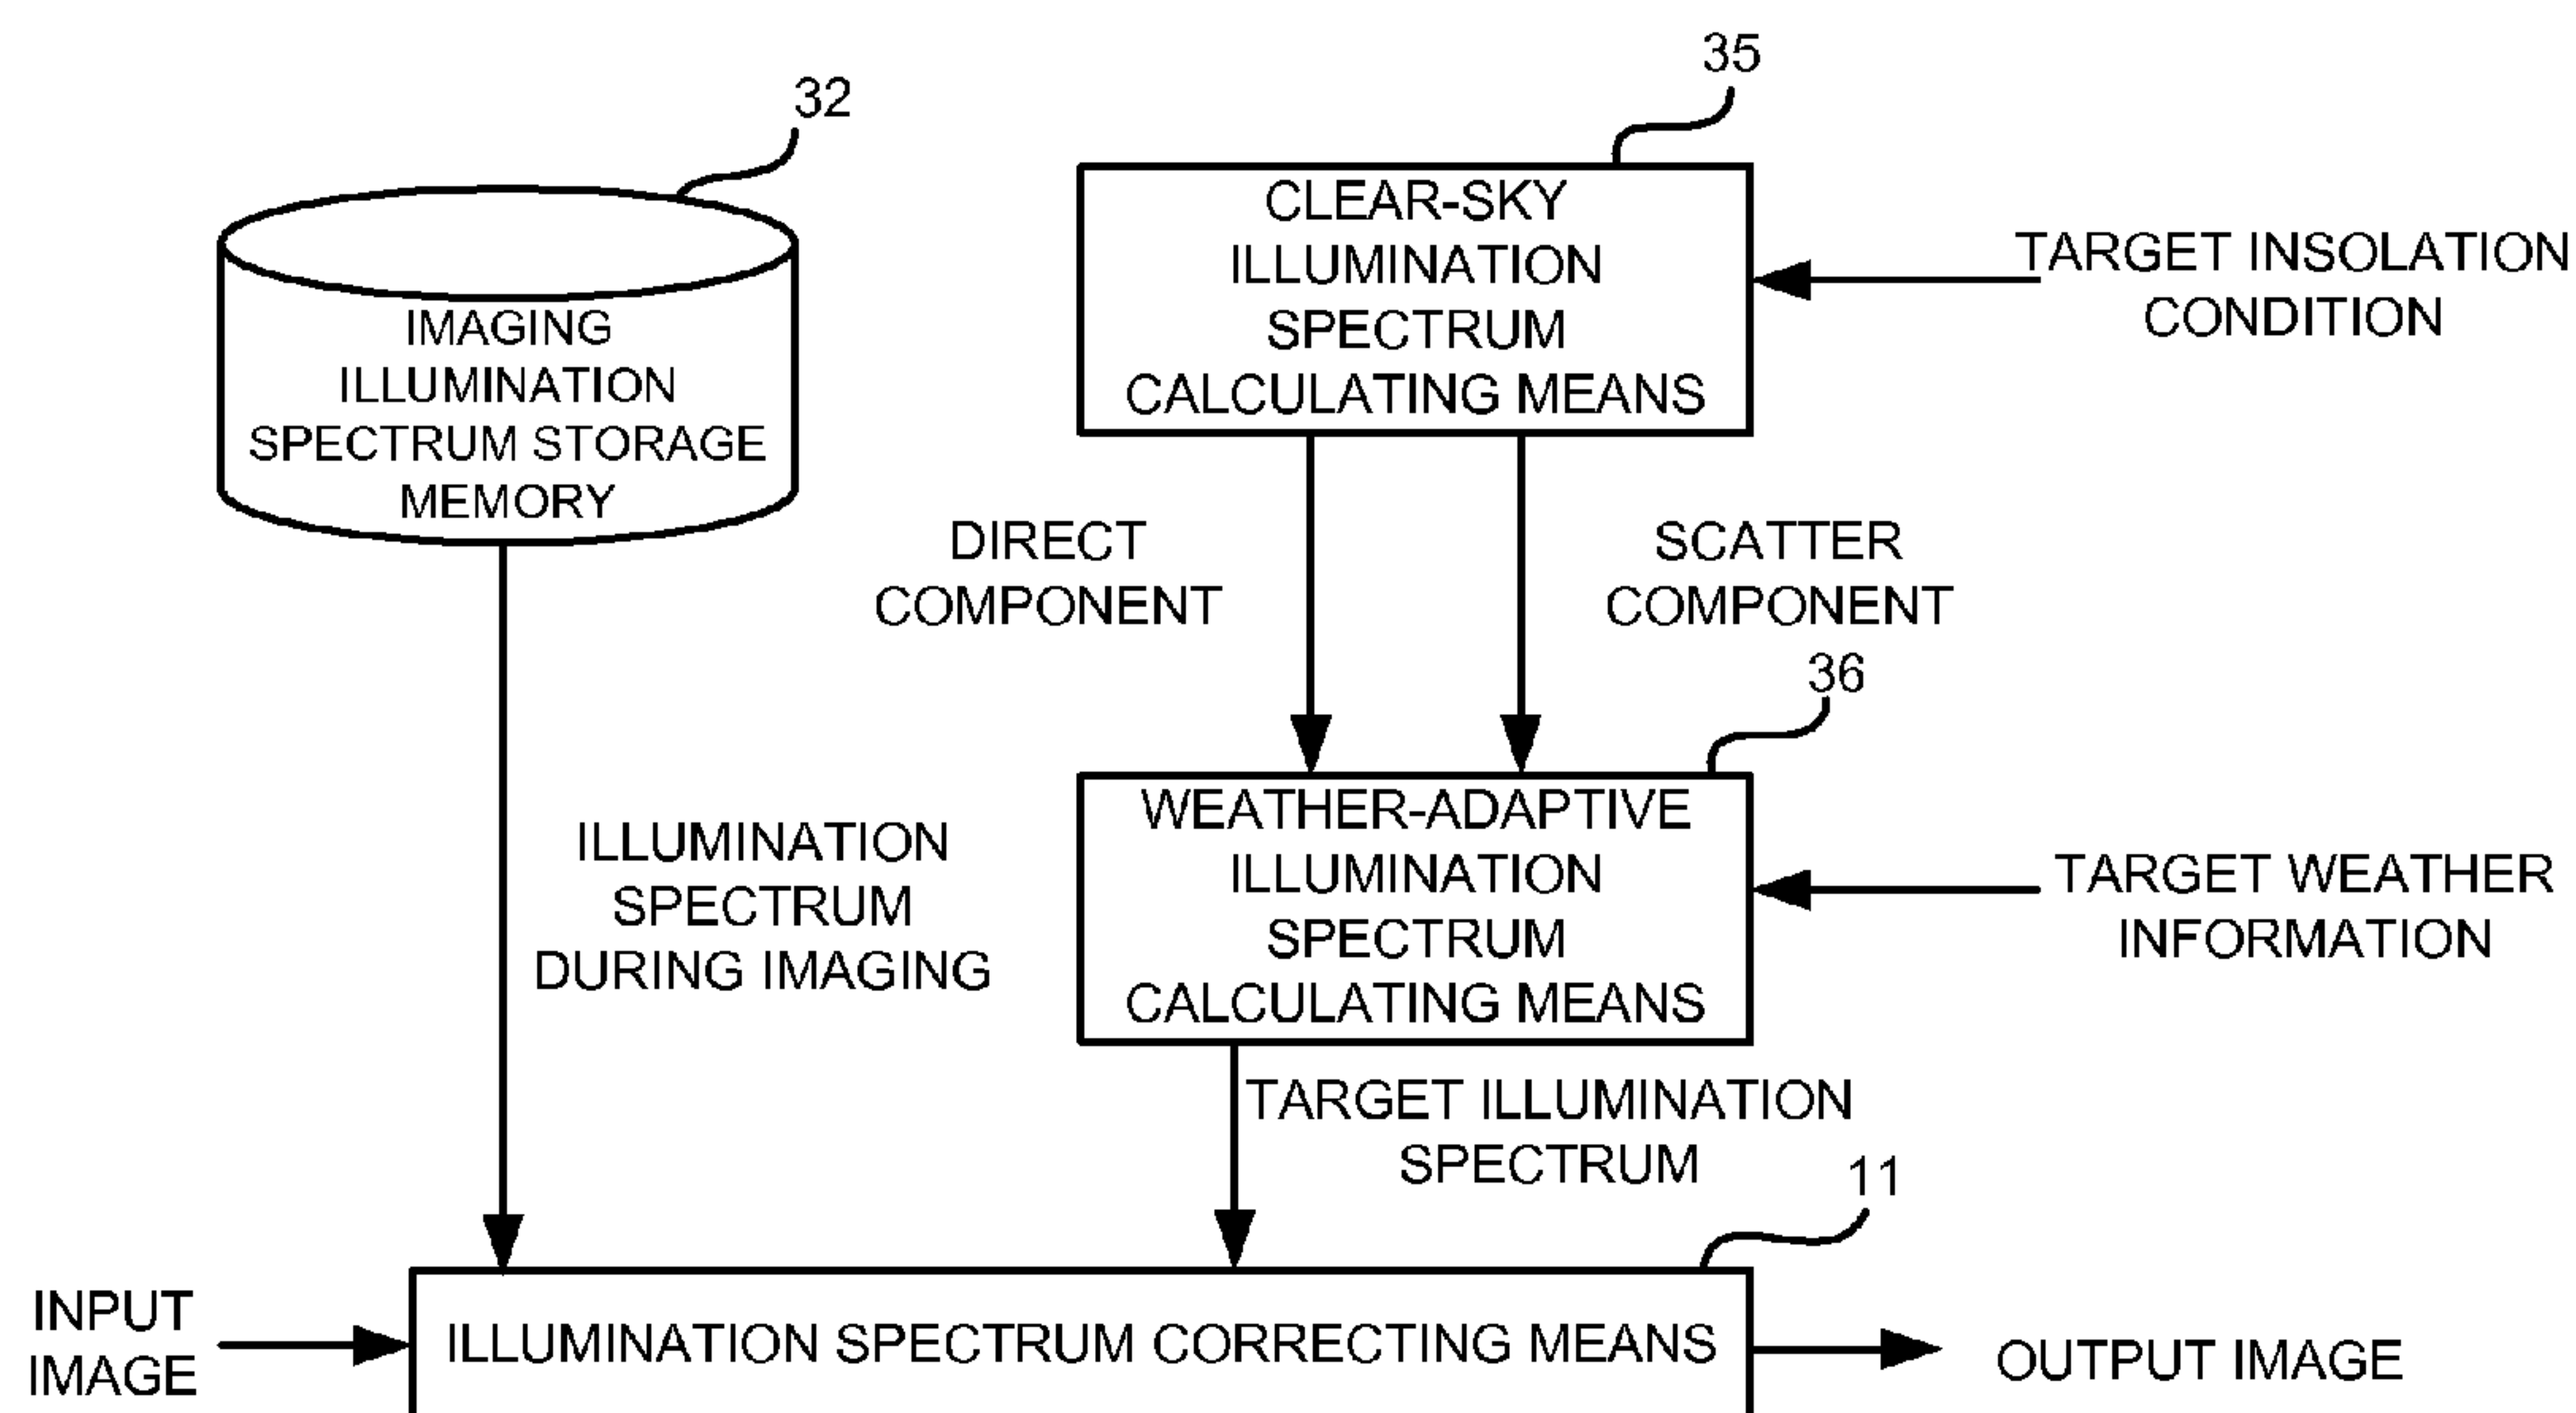 35
32
CLEAR-SKY
ILLUMINATION
SPECTRUM
CALCULATING MEANS
TARGET INSOLATION
CONDITION
IMAGING
ILLUMINATION
SPECTRUM STORAGE
MEMORY
DIRECT
COMPONENT
SCATTER
COMPONENT
36
WEATHER-ADAPTIVE
ILLUMINATION
SPECTRUM
CALCULATING MEANS
TARGET WEATHER
INFORMATION
ILLUMINATION
SPECTRUM
DURING IMAGING
TARGET ILLUMINATION
SPECTRUM
11
INPUT
IMAGE
ILLUMINATION SPECTRUM CORRECTING MEANS
OUTPUT IMAGE